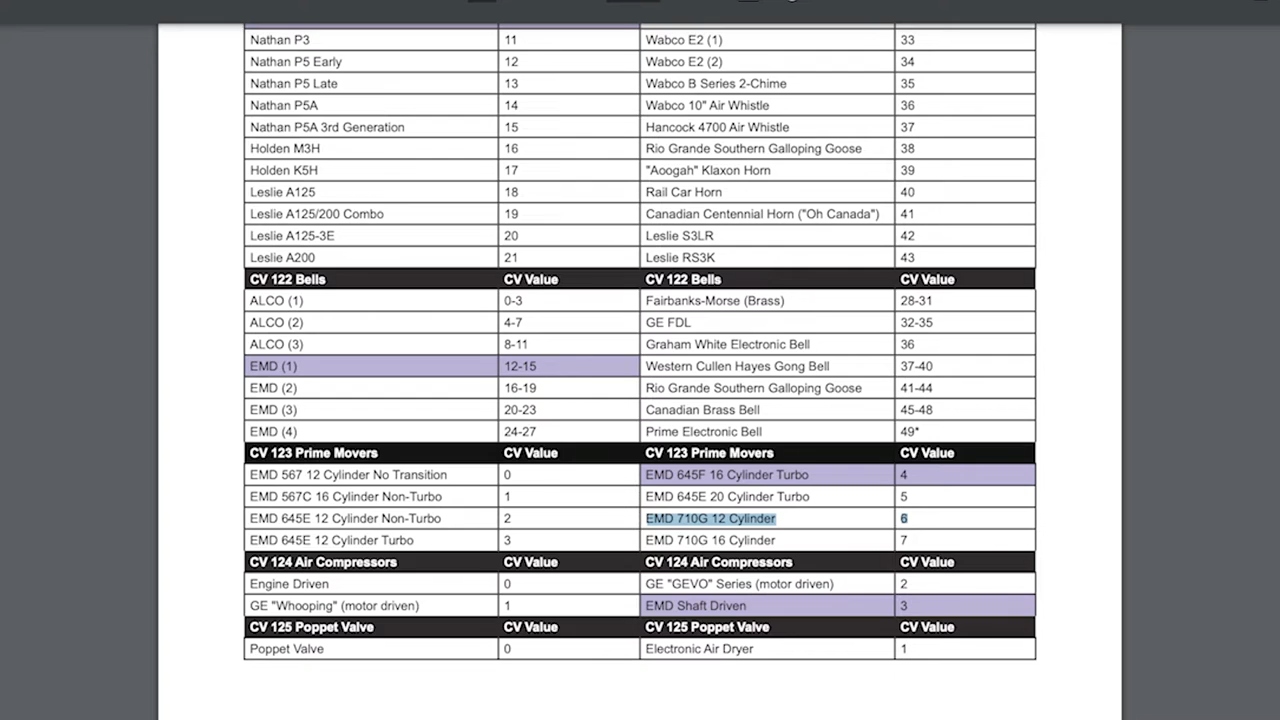 Nathan P3 11 Wabco E2 (1) 33
Nathan P5 Early 12 Wabco E2 (2) 34
Nathan P5 Late 13 Wabco B Series 2-Chime 35
Nathan P5A 14 Wabco 10" Air Whistle 36
Nathan P5A 3rd Generation 15 Hancock 4700 Air Whistle 37
Holden M3H 16 Rio Grande Southern Galloping Goose 38
Holden K5H 17 "Aoogah" Klaxon Horn 39
Leslie A125 18 Rail Car Horn 40
Leslie A125/200 Combo 19 Canadian Centennial Horn ("Oh Canada") 41
Leslie A125-3E 20 Leslie S3LR 42
Leslie A200 21 Leslie RS3K 43
CV 122 Bells CV Value CV 122 Bells CV Value
ALCO (1) 0-3 Fairbanks-Morse (Brass) 28-31
ALCO (2) 4-7 GE FDL 32-35
ALCO (3) 8-11 Graham White Electronic Bell 36
EMD (1) 12-15 Western Cullen Hayes Gong Bell 37-40
EMD (2) 16-19 Rio Grande Southern Galloping Goose 41-44
EMD (3) 20-23 Canadian Brass Bell 45-48
EMD (4) 24-27 Prime Electronic Bell 49*
CV 123 Prime Movers CV Value CV 123 Prime Movers CV Value
EMD 567 12 Cylinder No Transition 0 EMD 645F 16 Cylinder Turbo 4
EMD 567C 16 Cylinder Non-Turbo 1 EMD 645E 20 Cylinder Turbo 5
EMD 645E 12 Cylinder Non-Turbo 2 EMD 710G 12 Cylinder 6
EMD 645E 12 Cylinder Turbo 3 EMD 710G 16 Cylinder 7
CV 124 Air Compressors CV Value CV 124 Air Compressors CV Value
Engine Driven 0 GE "GEVO" Series (motor driven) 2
GE "Whooping" (motor driven) 1 EMD Shaft Driven 3
CV 125 Poppet Valve CV Value CV 125 Poppet Valve CV Value
Poppet Valve 0 Electronic Air Dryer 1